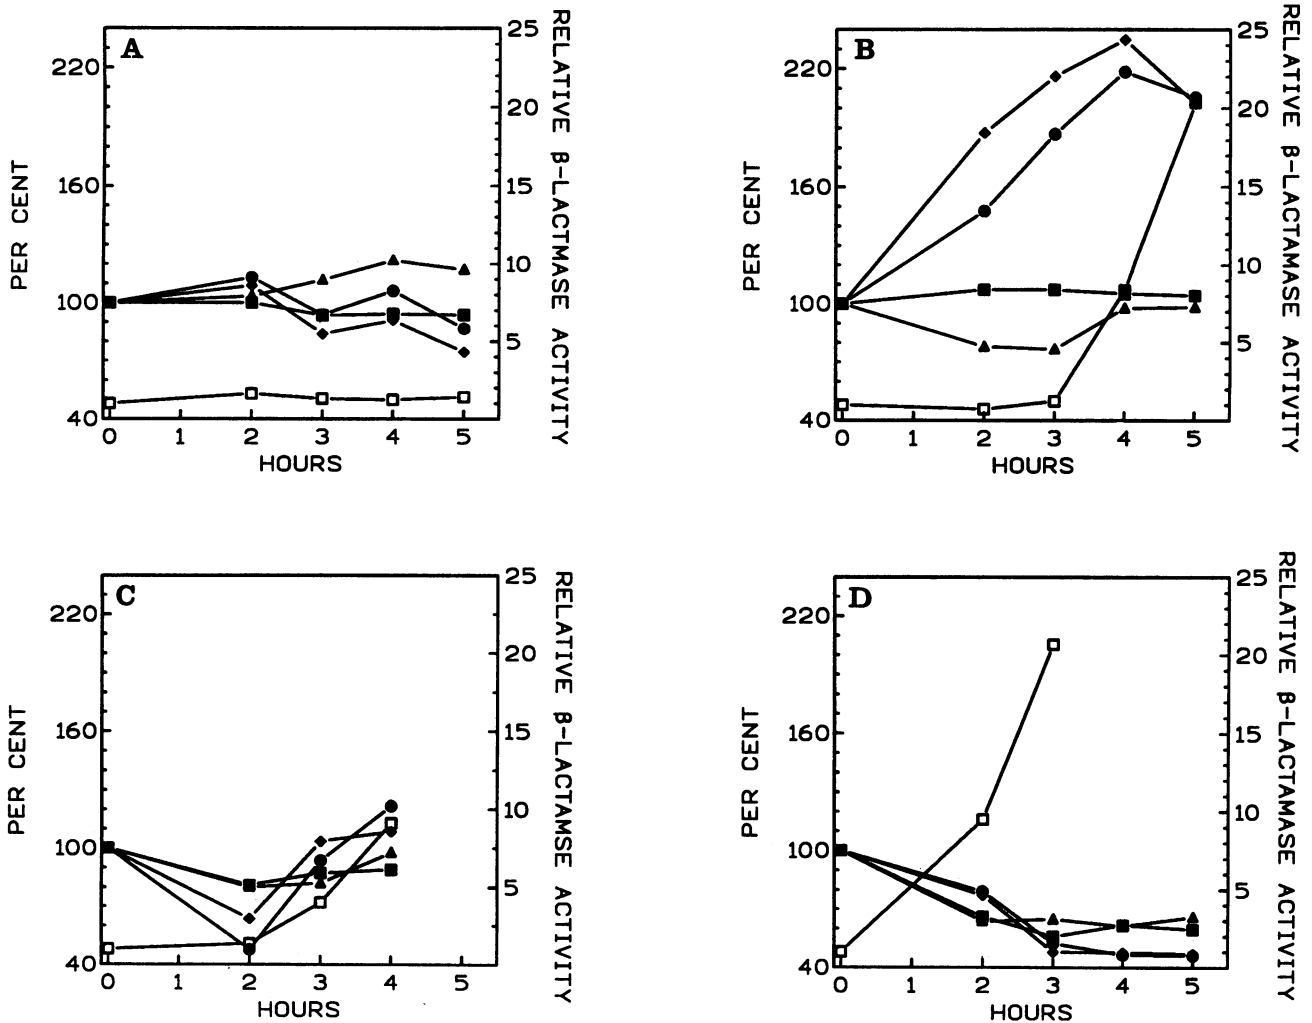 A
PER CENT
220
160
100
40
25
20
15
10
5
RELATIVE β-LACTMASE ACTIVITY
0 1 2 3 4 5
HOURS
B
PER CENT
220
160
100
40
25
20
15
10
5
RELATIVE β-LACTAMASE ACTIVITY
0 1 2 3 4 5
HOURS
C
PER CENT
220
160
100
40
25
20
15
10
5
RELATIVE β-LACTAMSE ACTIVITY
0 1 2 3 4 5
HOURS
D
PER CENT
220
160
100
40
25
20
15
10
5
RELATIVE β-LACTAMASE ACTIVITY
0 1 2 3 4 5
HOURS